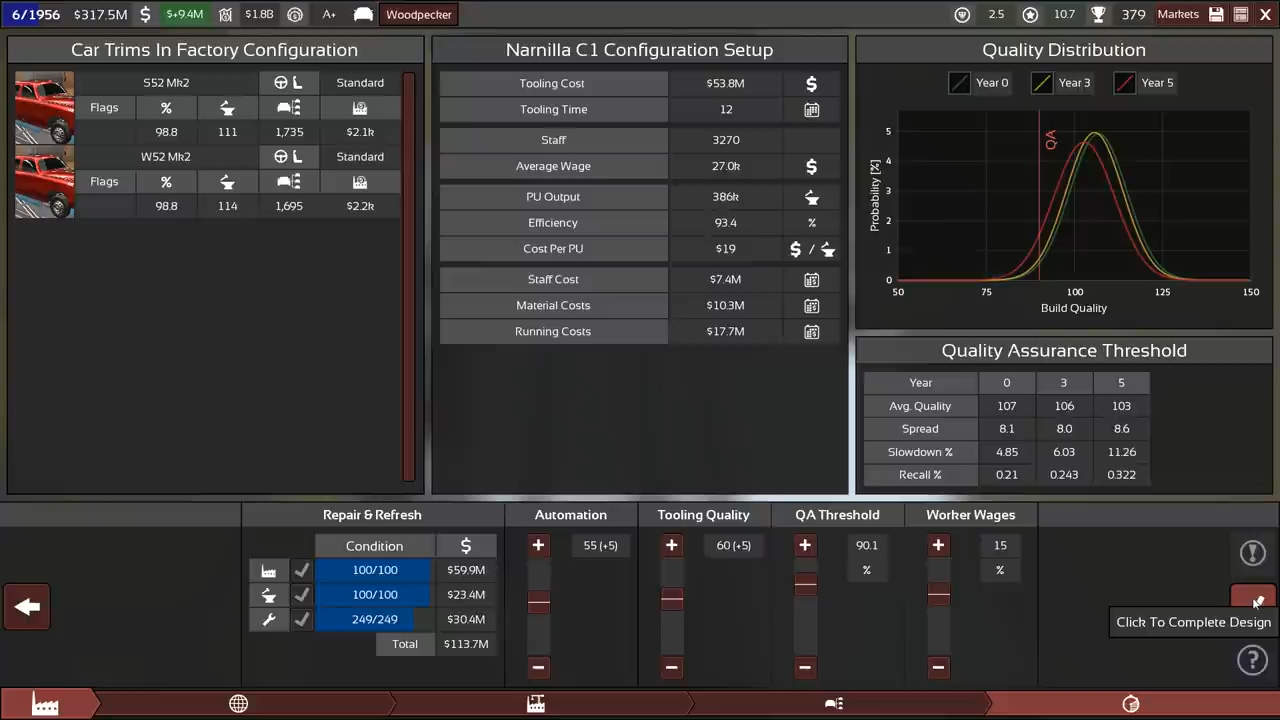 6/1956 $317.5M $ $+9.4M $1.8B A+ Woodpecker 2.5 10.7 379 Markets
Car Trims In Factory Configuration
S52 Mk2 Standard
Flags %
98.8 111 1,735 $2.1k
W52 Mk2 Standard
Flags %
98.8 114 1,695 $2.2k
Narnilla C1 Configuration Setup
Tooling Cost $53.8M $
Tooling Time 12
Staff 3270
Average Wage 27.0k $
PU Output 386k
Efficiency 93.4 %
Cost Per PU $19 $ /
Staff Cost $7.4M
Material Costs $10.3M
Running Costs $17.7M
Quality Distribution
Year 0 Year 3 Year 5
QA
Probability [%]
5
4
3
2
1
0
50 75 100 125 150
Build Quality
Quality Assurance Threshold
Year 0 3 5
Avg. Quality 107 106 103
Spread 8.1 8.0 8.6
Slowdown % 4.85 6.03 11.26
Recall % 0.21 0.243 0.322
Repair & Refresh
Condition $
100/100 $59.9M
100/100 $23.4M
249/249 $30.4M
Total $113.7M
Automation
55 (+5)
Tooling Quality
60 (+5)
QA Threshold
90.1
%
Worker Wages
15
%
Click To Complete Design